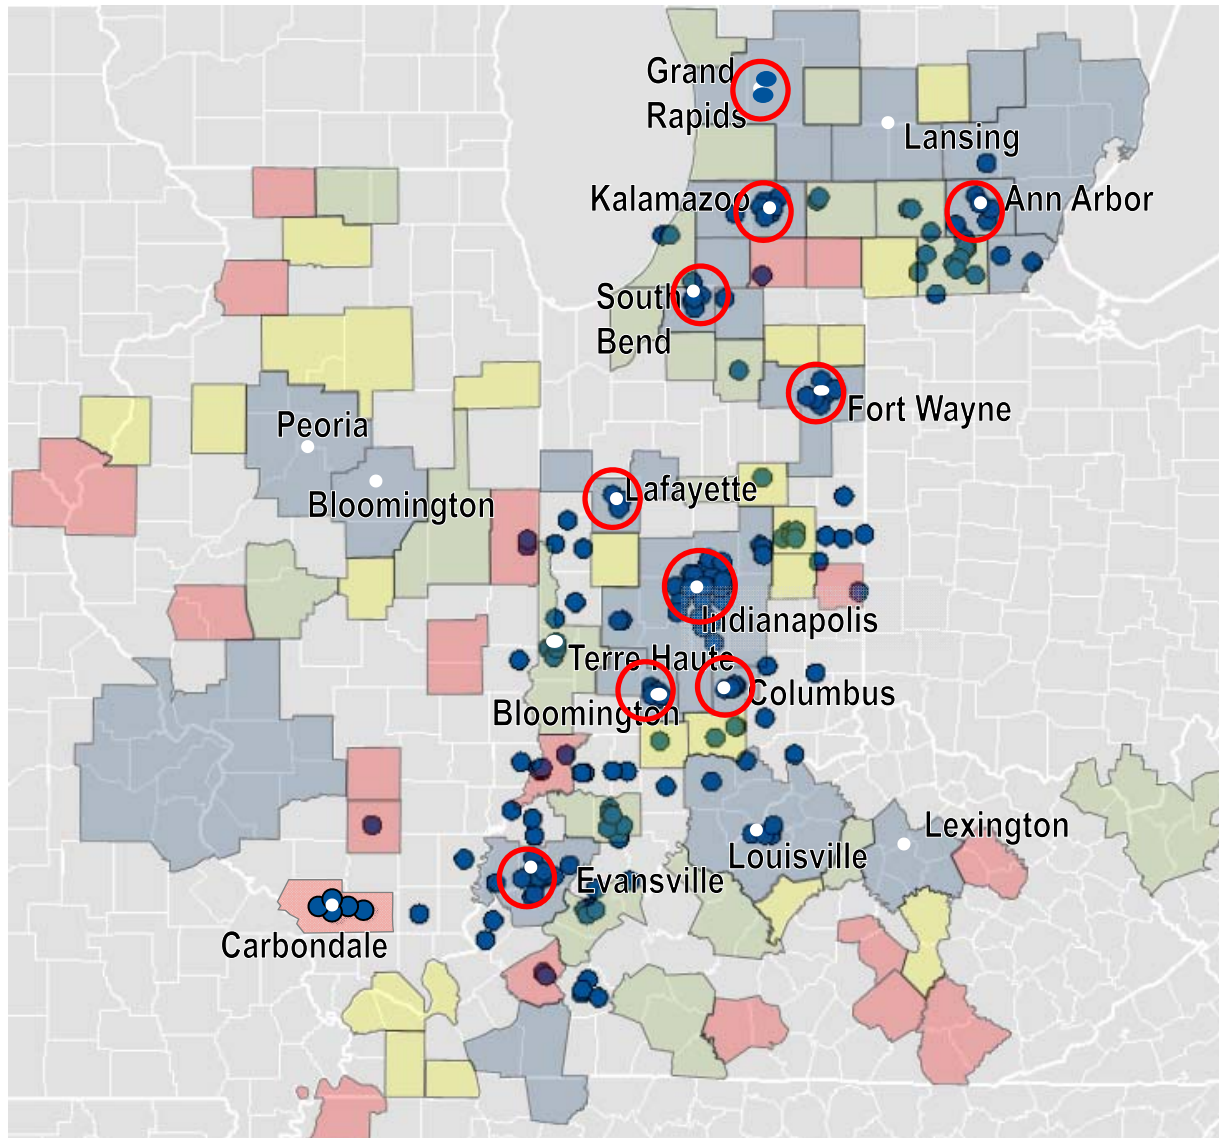 Grand
Rapids
Lansing
Kalamazoo
Ann Arbor
South
Bend
Fort Wayne
Peoria
Bloomington
Lafayette
Indianapolis
Terre Haute
Columbus
Bloomington
Lexington
Louisville
Evansville
Carbondale